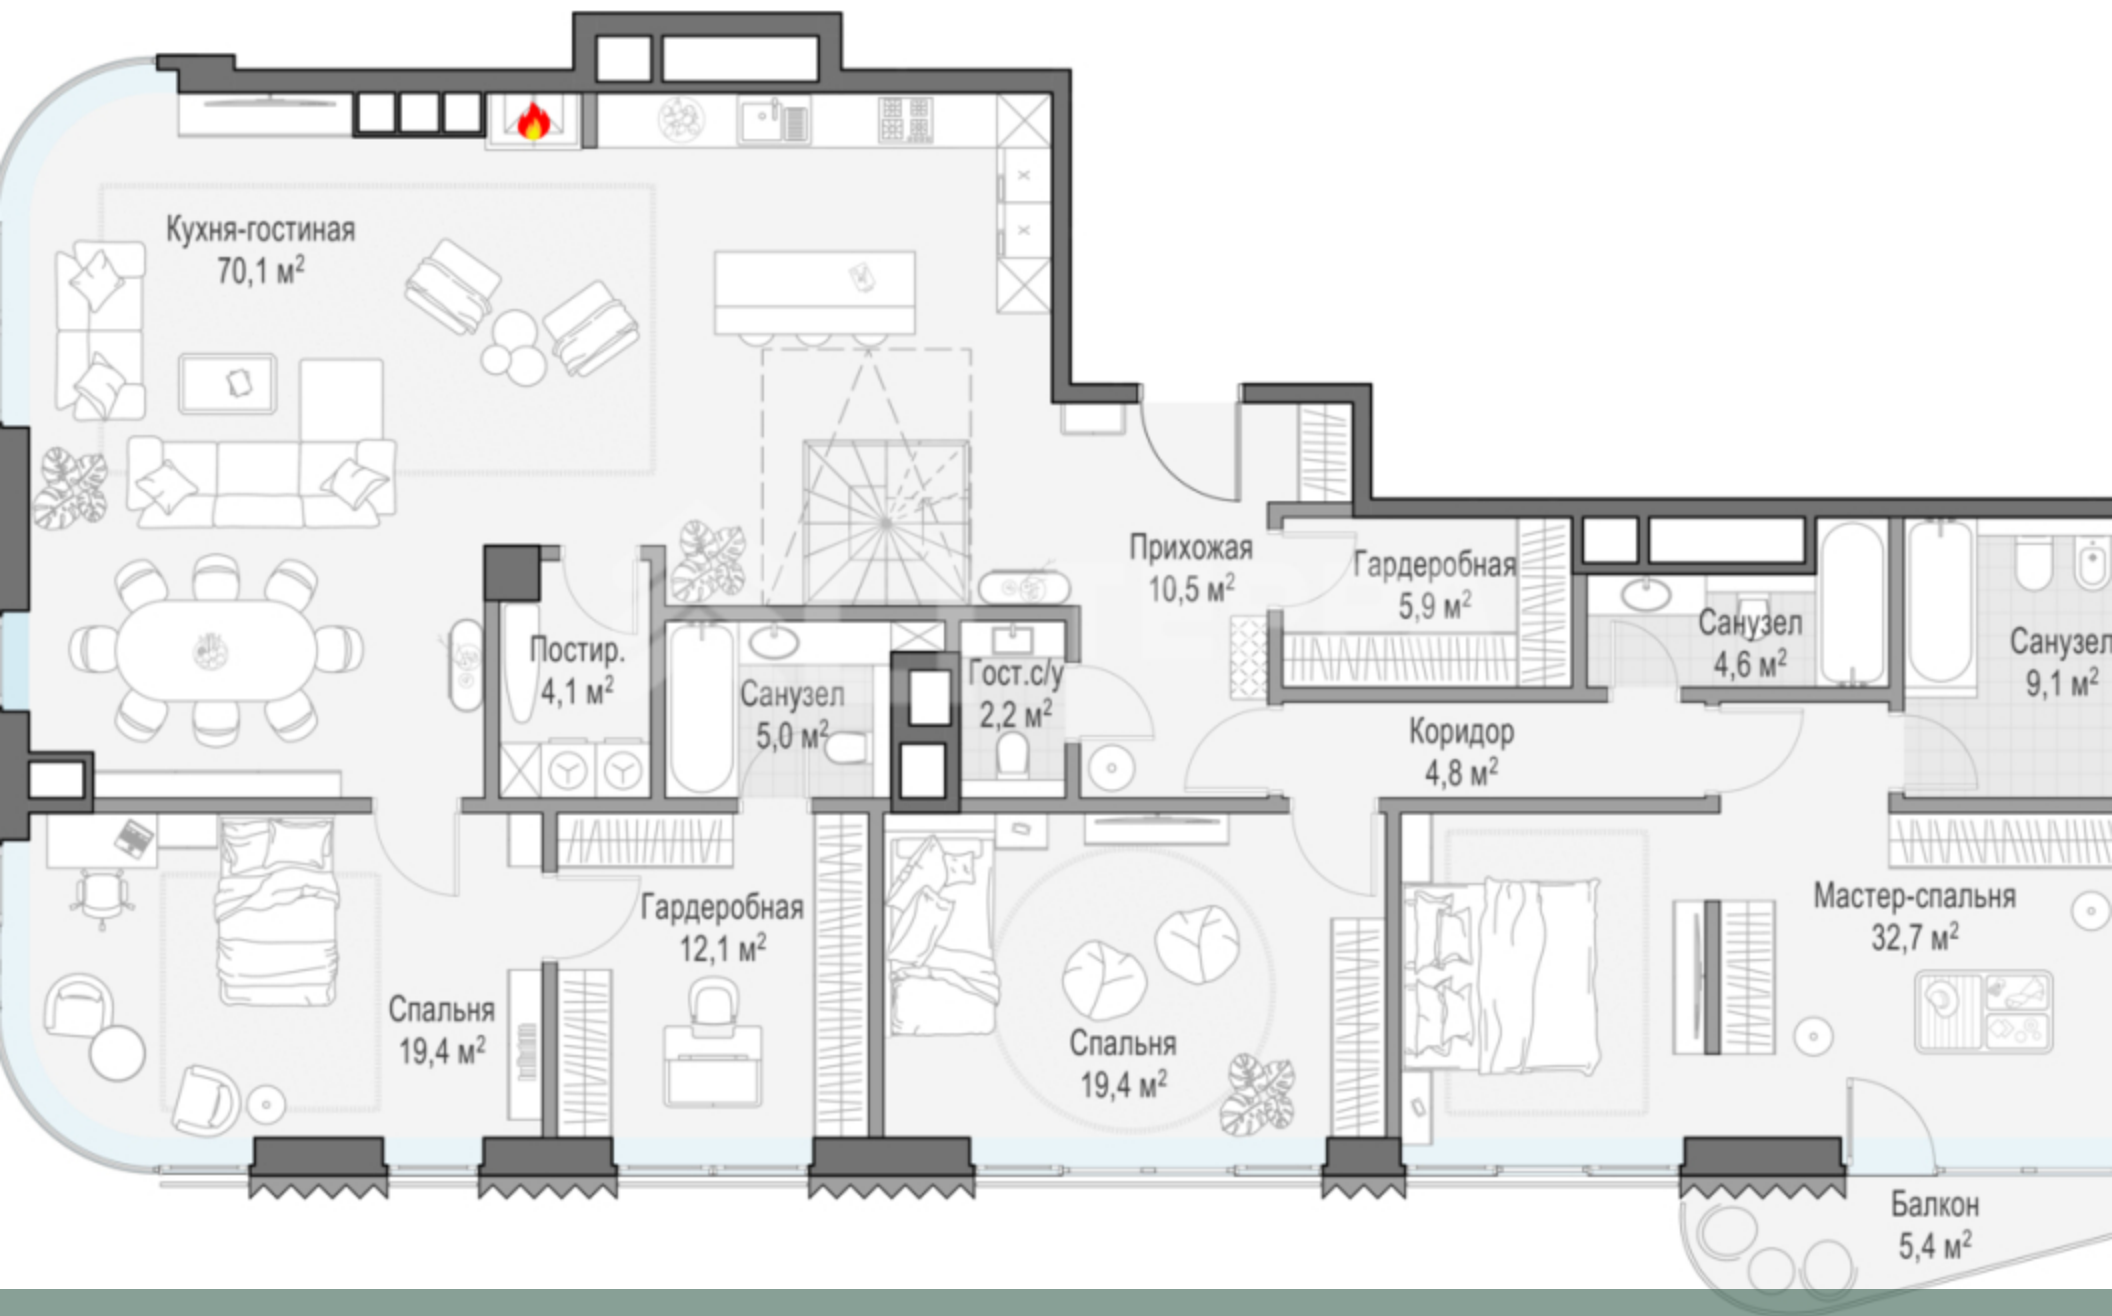 Кухня-гостиная
70,1 м²
Прихожая
10,5 м²
Гардеробная
5,9 м²
Санузел
4,6 м²
Санузел
9,1 м²
Постир.
4,1 м²
Санузел
5,0 м²
Гост.с/у
2,2 м²
Коридор
4,8 м²
Спальня
19,4 м²
Гардеробная
12,1 м²
Спальня
19,4 м²
Мастер-спальня
32,7 м²
Балкон
5,4 м²